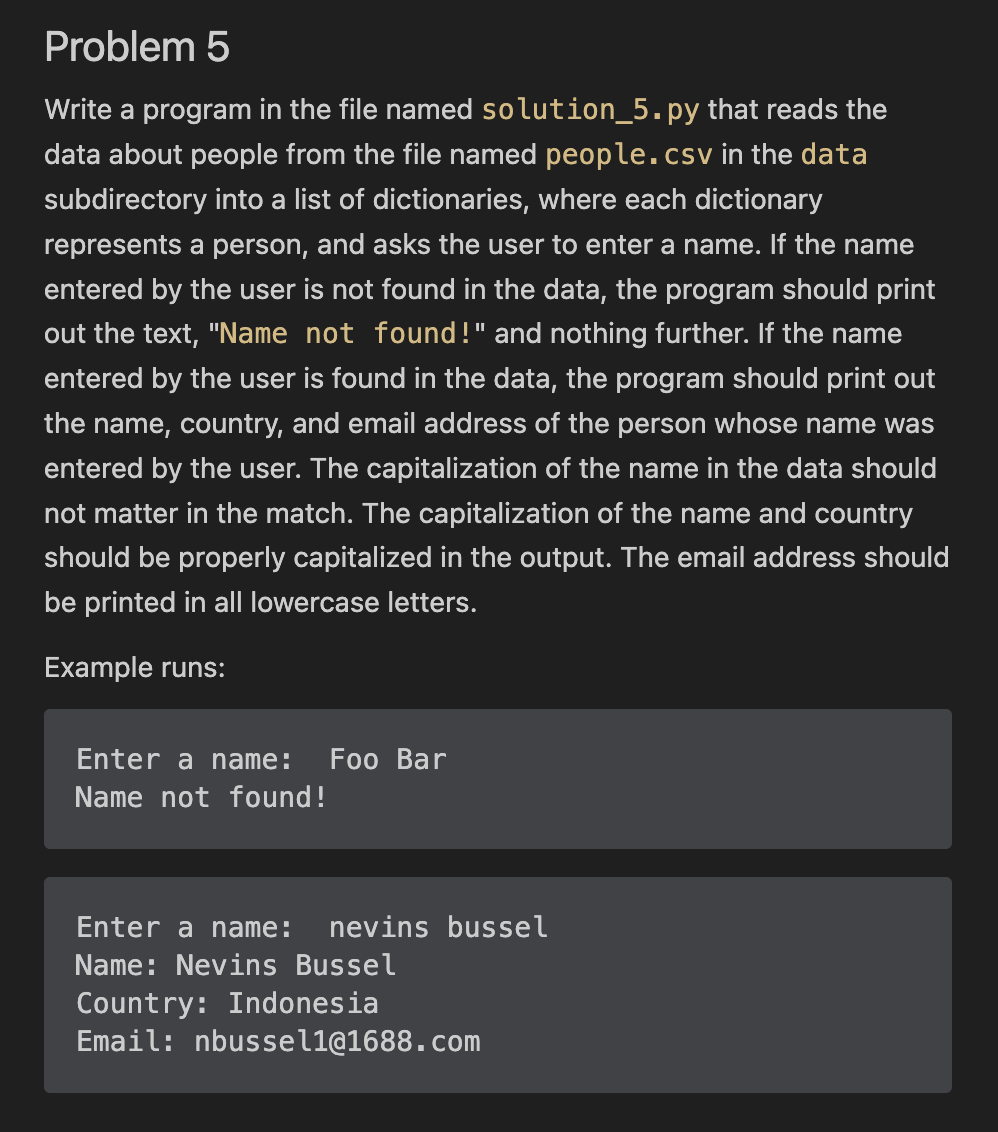 Problem 5
Write a program in the file named solution_5.py that reads the
data about people from the file named people.csv in the data
subdirectory into a list of dictionaries, where each dictionary
represents a person, and asks the user to enter a name. If the name
entered by the user is not found in the data, the program should print
out the text, "Name not found!" and nothing further. If the name
entered by the user is found in the data, the program should print out
the name, country, and email address of the person whose name was
entered by the user. The capitalization of the name in the data should
not matter in the match. The capitalization of the name and country
should be properly capitalized in the output. The email address should
be printed in all lowercase letters.
Example runs:
Enter a name:  Foo Bar
Name not found!
Enter a name:  nevins bussel
Name: Nevins Bussel
Country: Indonesia
Email: nbussel1@1688.com